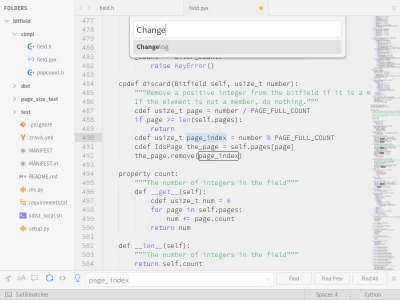 FOLDERS
bitfield
cimpl
field.h
field.pyx
popcount.h
dist
page_size_test
test
.gitignore
.travis.yml
MANIFEST
MANIFEST.in
README.md
rev.py
requirements.txt
sdist_local.sh
setup.py
field.h
field.pyx
Change
Changelog
477
478
479
480
481
482 raise KeyError()
483
484 cpdef discard(Bitfield self, usize_t number):
485 """Remove a positive integer from the bitfield if it is a m
486 If the element is not a member, do nothing."""
487 cdef usize_t page = number / PAGE_FULL_COUNT
488 if page >= len(self.pages):
489 return
490 cdef usize_t page_index = number % PAGE_FULL_COUNT
491 cdef IdsPage the_page = self.pages[page]
492 the_page.remove(page_index)
493
494 property count:
495 """The number of integers in the field"""
496 def __get__(self):
497 cdef usize_t num = 0
498 for page in self.pages:
499 num += page.count
500 return num
501
502 def __len__(self):
503 """The number of integers in the field"""
504 return self.count
page_index
Find
Find Prev
Find All
5 of 8 matches
Spaces: 4
Cython